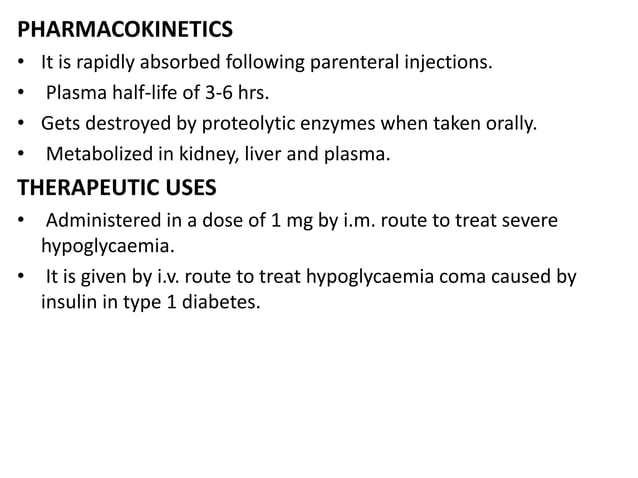 PHARMACOKINETICS
• It is rapidly absorbed following parenteral injections.
• Plasma half-life of 3-6 hrs.
• Gets destroyed by proteolytic enzymes when taken orally.
• Metabolized in kidney, liver and plasma.
THERAPEUTIC USES
• Administered in a dose of 1 mg by i.m. route to treat severe
hypoglycaemia.
• It is given by i.v. route to treat hypoglycaemia coma caused by
insulin in type 1 diabetes.